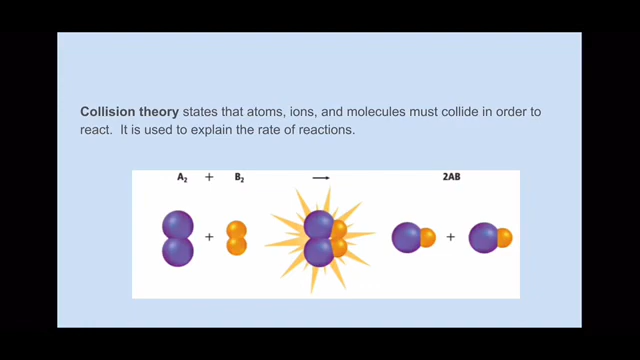 Collision theory states that atoms, ions, and molecules must collide in order to
react. It is used to explain the rate of reactions.
A₂ + B₂ → 2AB
+ +